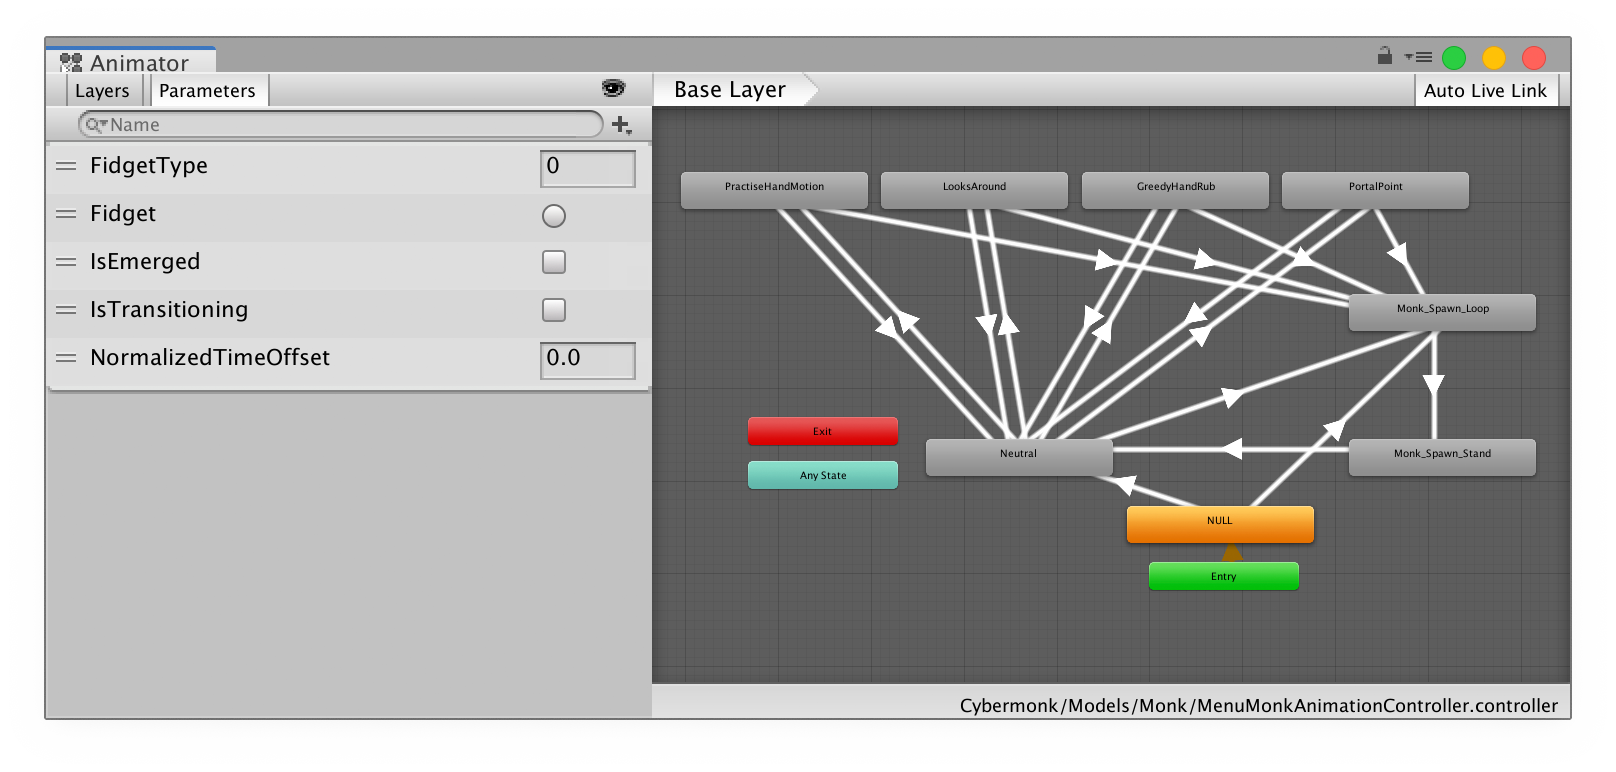 Animator
Layers
Parameters
Name
FidgetType
0
Fidget
IsEmerged
IsTransitioning
NormalizedTimeOffset
0.0
Base Layer
Auto Live Link
PractiseHandMotion
LooksAround
GreedyHandRub
PortalPoint
Monk_Spawn_Loop
Exit
Any State
Neutral
Monk_Spawn_Stand
NULL
Entry
Cybermonk/Models/Monk/MenuMonkAnimationController.controller